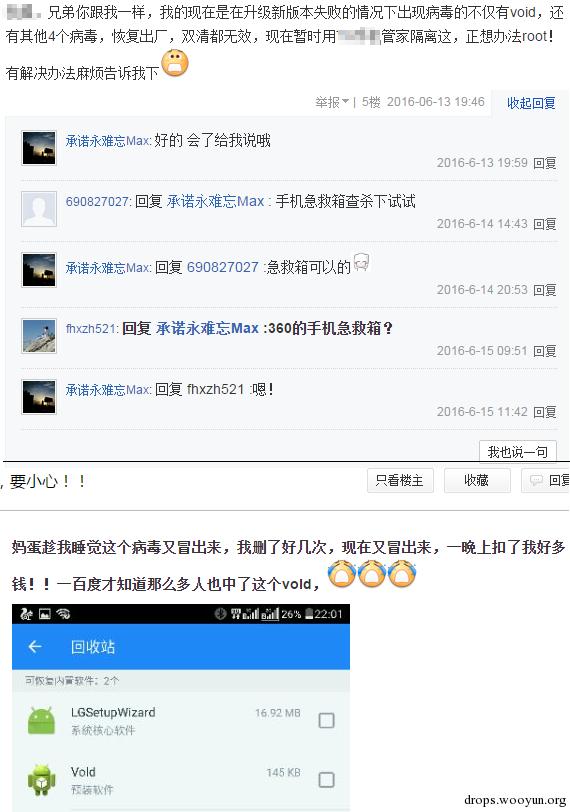 ，兄弟你跟我一样，我的现在是在升级新版本失败的情况下出现病毒的不仅有void，还
有其他4个病毒，恢复出厂，双清都无效，现在暂时用管家隔离这，正想办法root！
有解决办法麻烦告诉我下
举报 | 5楼 2016-06-13 19:46 收起回复
承诺永难忘Max: 好的 会了给我说哦
2016-6-13 19:59 回复
690827027: 回复 承诺永难忘Max : 手机急救箱查杀下试试
2016-6-14 14:43 回复
承诺永难忘Max: 回复 690827027 :急救箱可以的
2016-6-14 20:53 回复
fhxzh521: 回复 承诺永难忘Max :360的手机急救箱？
2016-6-15 09:51 回复
承诺永难忘Max: 回复 fhxzh521 :嗯！
2016-6-15 11:42 回复
我也说一句
，要小心！！ 只看楼主 收藏 回复
妈蛋趁我睡觉这个病毒又冒出来，我删了好几次，现在又冒出来，一晚上扣了我好多
钱！！一百度才知道那么多人也中了这个vold，
26% 22:01
回收站
可恢复内置软件：2个
LGSetupWizard 16.92 MB
系统核心软件
Vold 145 KB
预装软件
drops.wooyun.org